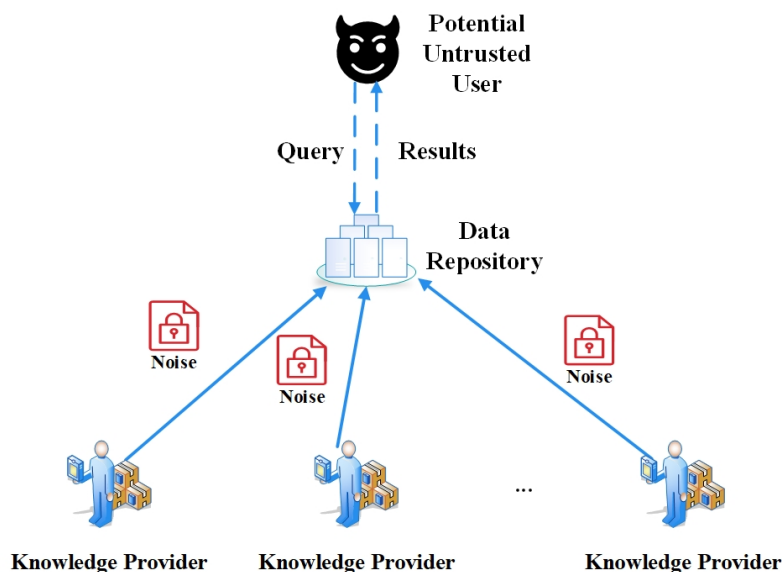 Potential
Untrusted
User
Query
Results
Data
Repository
Noise
Noise
Noise
...
Knowledge Provider
Knowledge Provider
Knowledge Provider